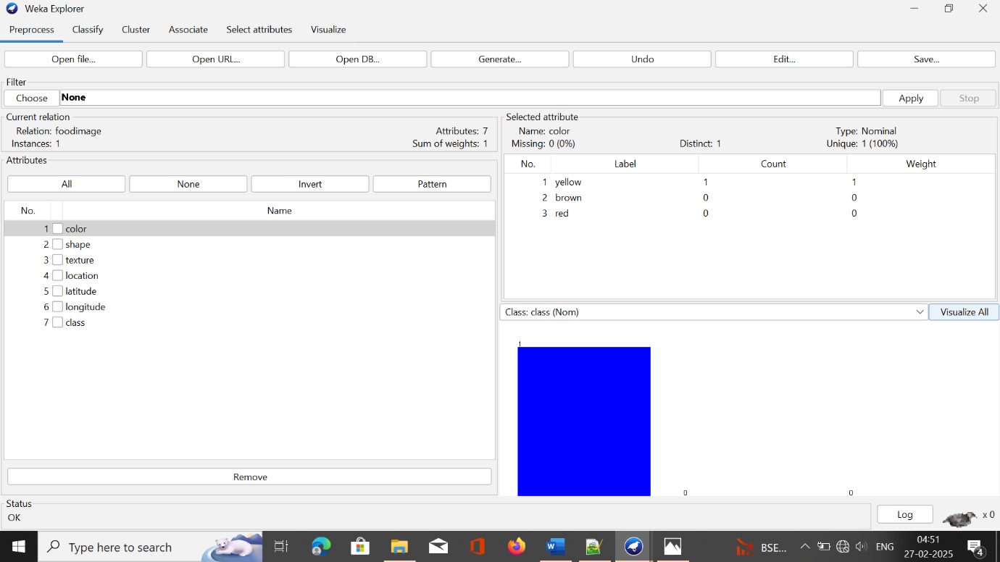 Weka Explorer
Preprocess Classify Cluster Associate Select attributes Visualize
Open file... Open URL... Open DB... Generate... Undo Edit... Save...
Filter
Choose None Apply Stop
Current relation
Relation: foodimage Attributes: 7
Instances: 1 Sum of weights: 1
Attributes
All None Invert Pattern
No. Name
1 color
2 shape
3 texture
4 location
5 latitude
6 longitude
7 class
Remove
Selected attribute
Name: color Type: Nominal
Missing: 0 (0%) Distinct: 1 Unique: 1 (100%)
No. Label Count Weight
1 yellow 1 1
2 brown 0 0
3 red 0 0
Class: class (Nom) Visualize All
1
0 0
Status
OK
Log x 0
Type here to search BSE... ENG 04:51
27-02-2025
4